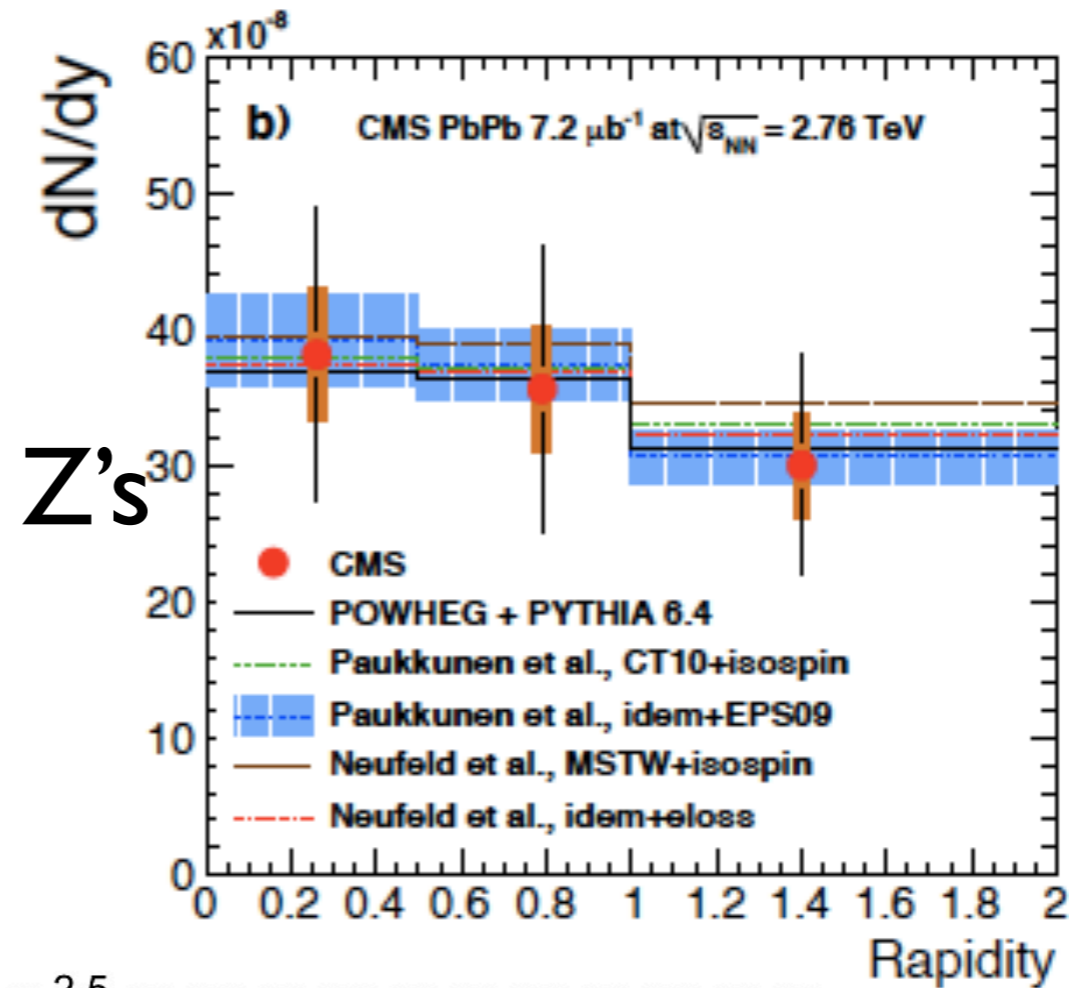 x10⁻⁸
dN/dy
b) CMS PbPb 7.2 μb⁻¹ at √s_NN = 2.76 TeV
60
50
40
Z's
30
20
10
0
CMS
POWHEG + PYTHIA 6.4
Paukkunen et al., CT10+isospin
Paukkunen et al., idem+EPS09
Neufeld et al., MSTW+isospin
Neufeld et al., idem+eloss
0 0.2 0.4 0.6 0.8 1 1.2 1.4 1.6 1.8 2
Rapidity
2.5